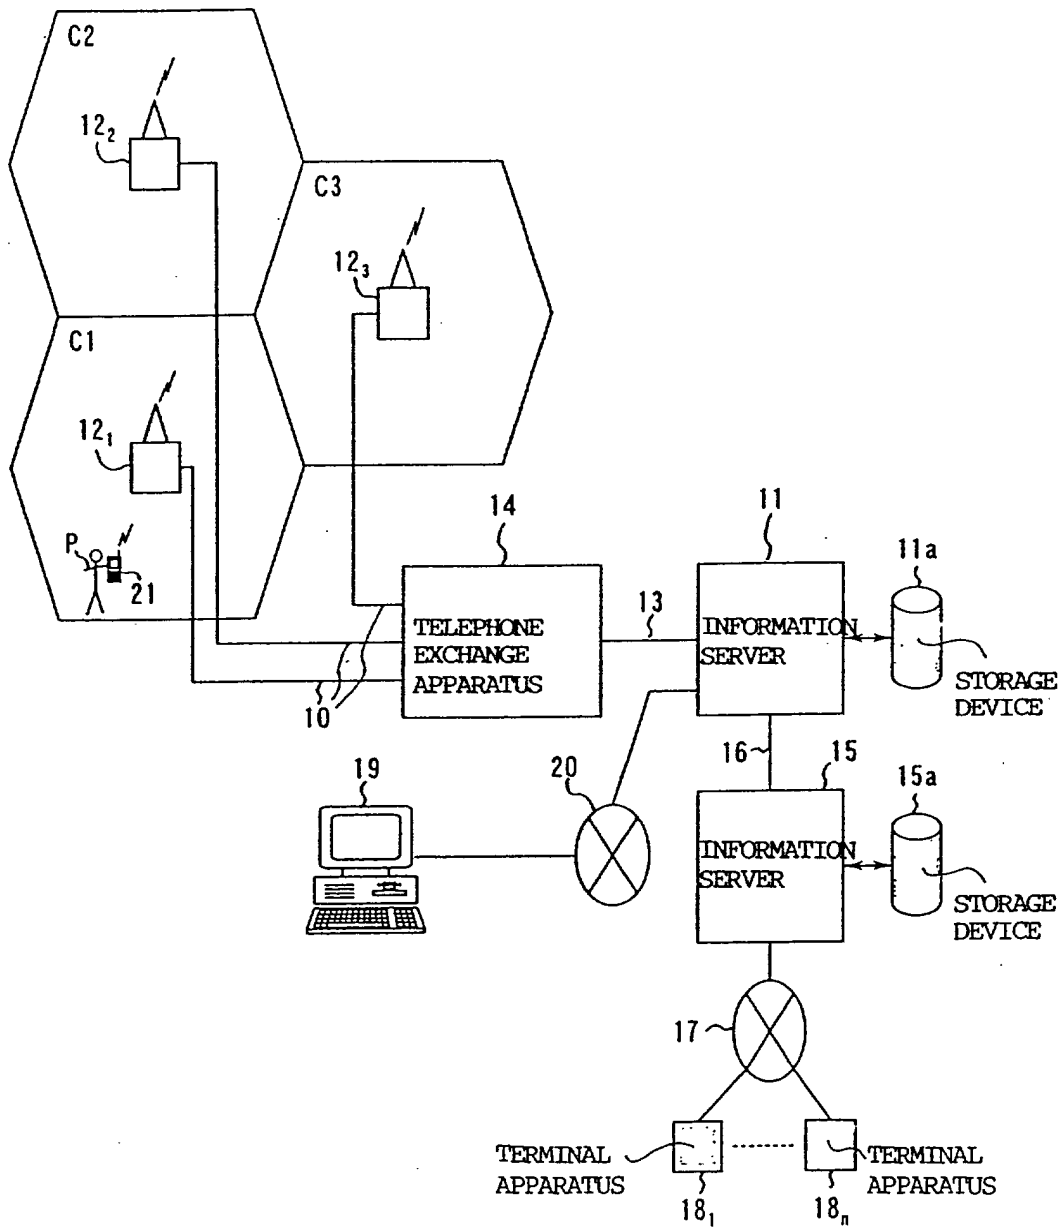 C2
12₂
C3
12₃
C1
12₁
P
21
14
11
11a
TELEPHONE
EXCHANGE
APPARATUS
13
INFORMATION
SERVER
STORAGE
DEVICE
10
16
15
15a
19
20
INFORMATION
SERVER
STORAGE
DEVICE
17
TERMINAL
APPARATUS
18₁
18ₙ
TERMINAL
APPARATUS